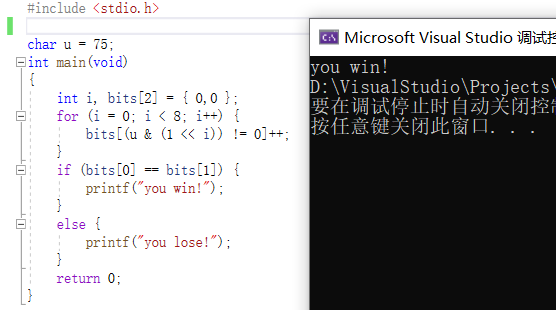 #include <stdio.h>
char u = 75;
int main(void)
{
int i, bits[2] = { 0,0 };
for (i = 0; i < 8; i++) {
bits[(u & (1 << i)) != 0]++;
}
if (bits[0] == bits[1]) {
printf("you win!");
}
else {
printf("you lose!");
}
return 0;
}
Microsoft Visual Studio 调试控
you win!
D:\VisualStudio\Projects\
要在调试停止时自动关闭控制
按任意键关闭此窗口. . .